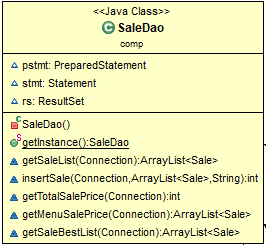 <<Java Class>>
SaleDao
comp
pstmt: PreparedStatement
stmt: Statement
rs: ResultSet
SaleDao()
getInstance():SaleDao
getSaleList(Connection):ArrayList<Sale>
insertSale(Connection,ArrayList<Sale>,String):int
getTotalSalePrice(Connection):int
getMenuSalePrice(Connection):ArrayList<Sale>
getSaleBestList(Connection):ArrayList<Sale>